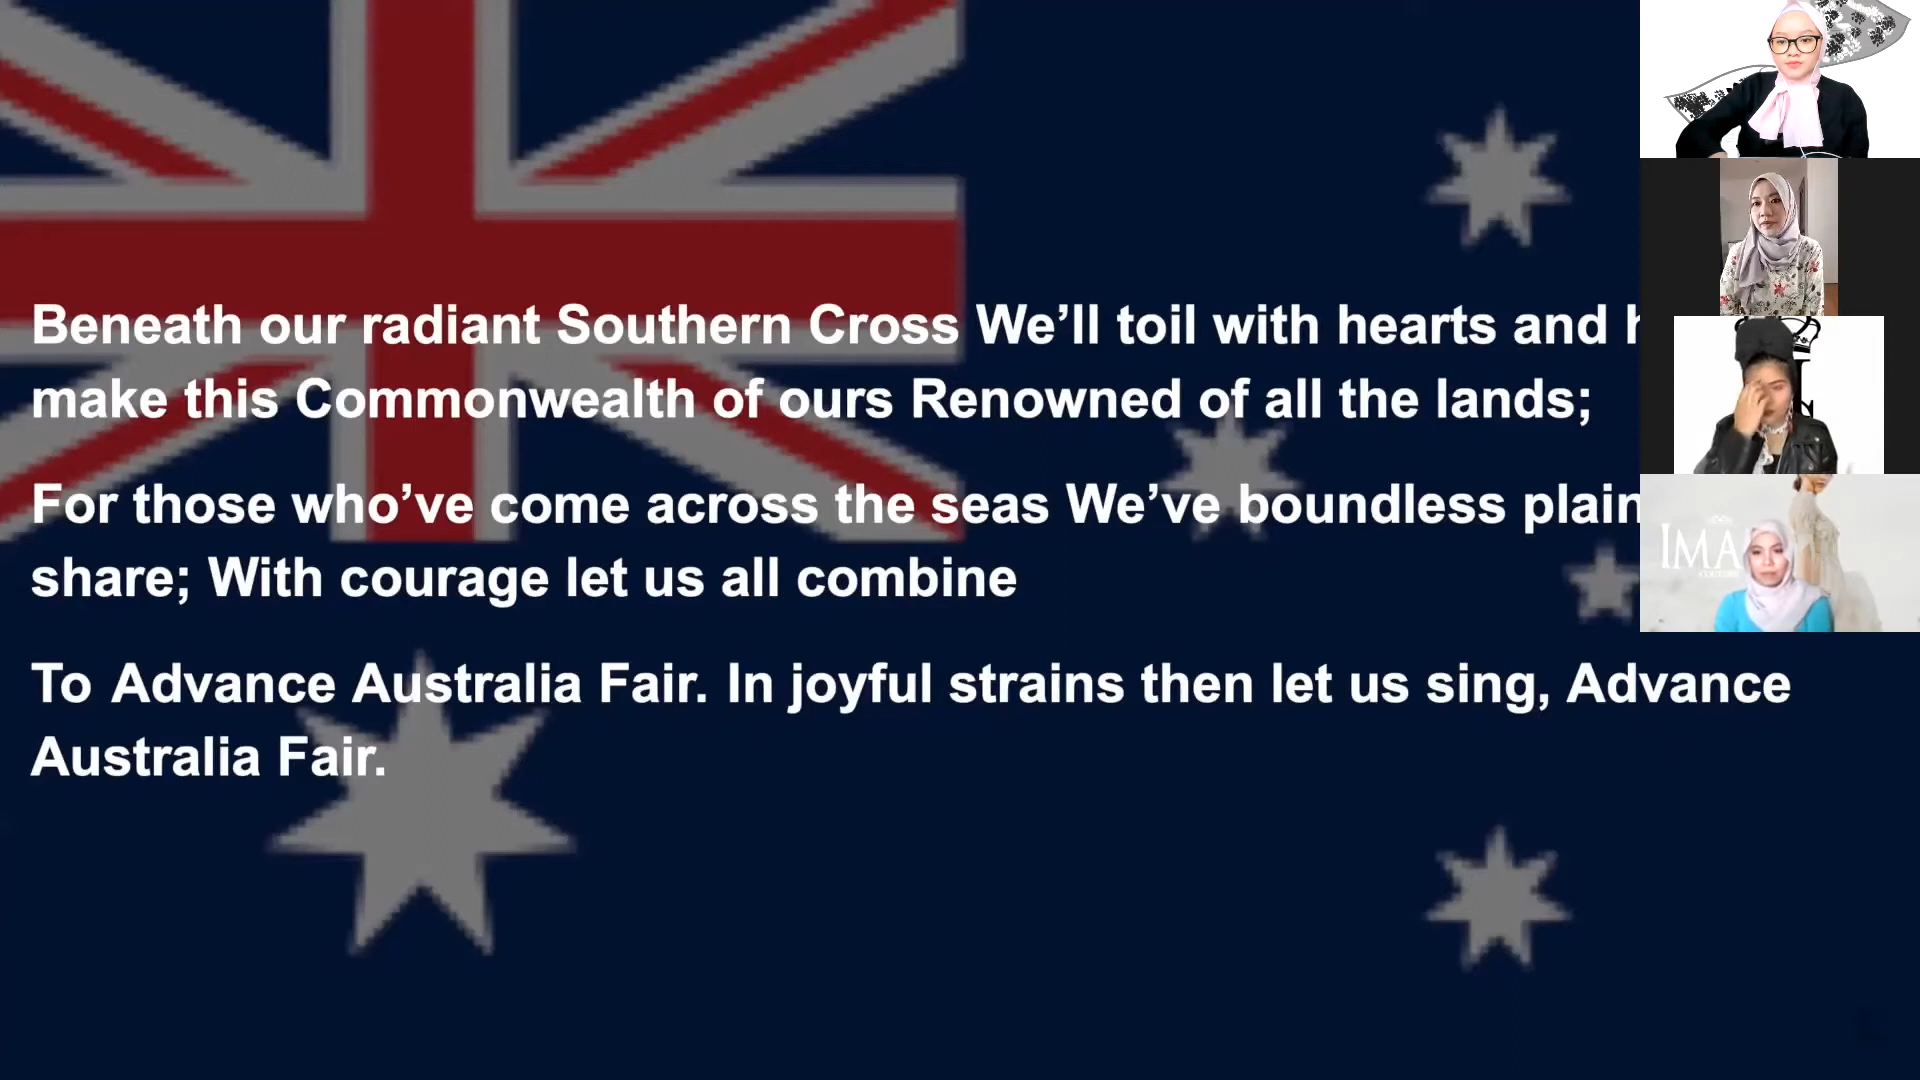 Beneath our radiant Southern Cross We’ll toil with hearts and
make this Commonwealth of ours Renowned of all the lands;
For those who’ve come across the seas We’ve boundless plain
share; With courage let us all combine
To Advance Australia Fair. In joyful strains then let us sing, Advance
Australia Fair.
IMA